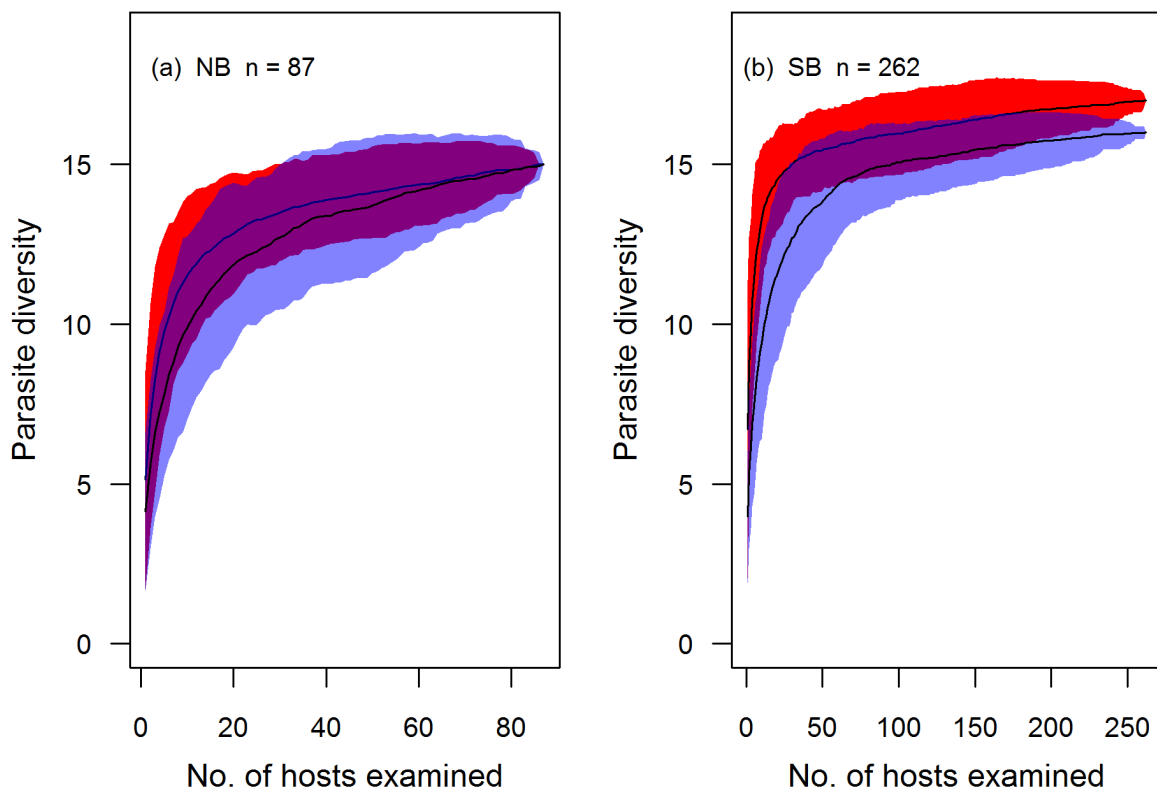 (a) NB n = 87
15
10
5
0
Parasite diversity
0 20 40 60 80
No. of hosts examined
(b) SB n = 262
15
10
5
0
Parasite diversity
0 50 100 150 200 250
No. of hosts examined